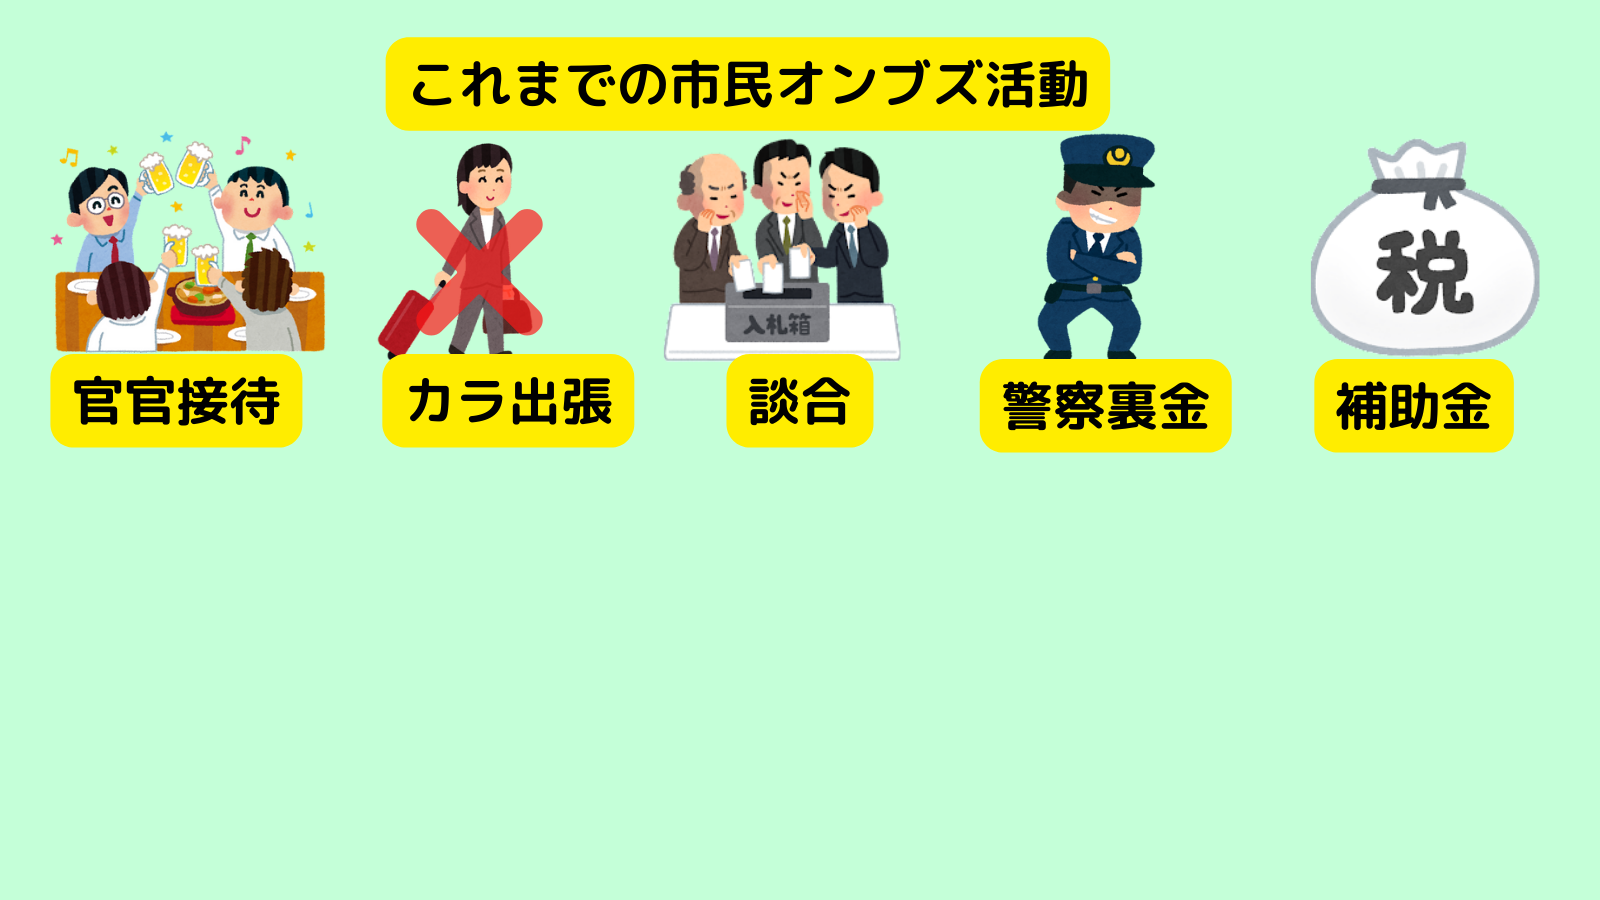 これまでの市民オンブズ活動
入札箱
税
官官接待
カラ出張
談合
警察裏金
補助金